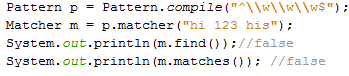 Pattern p = Pattern.compile("^\\w\\w\\w$");
Matcher m = p.matcher("hi 123 his");
System.out.println(m.find());//false
System.out.println(m.matches()); //false